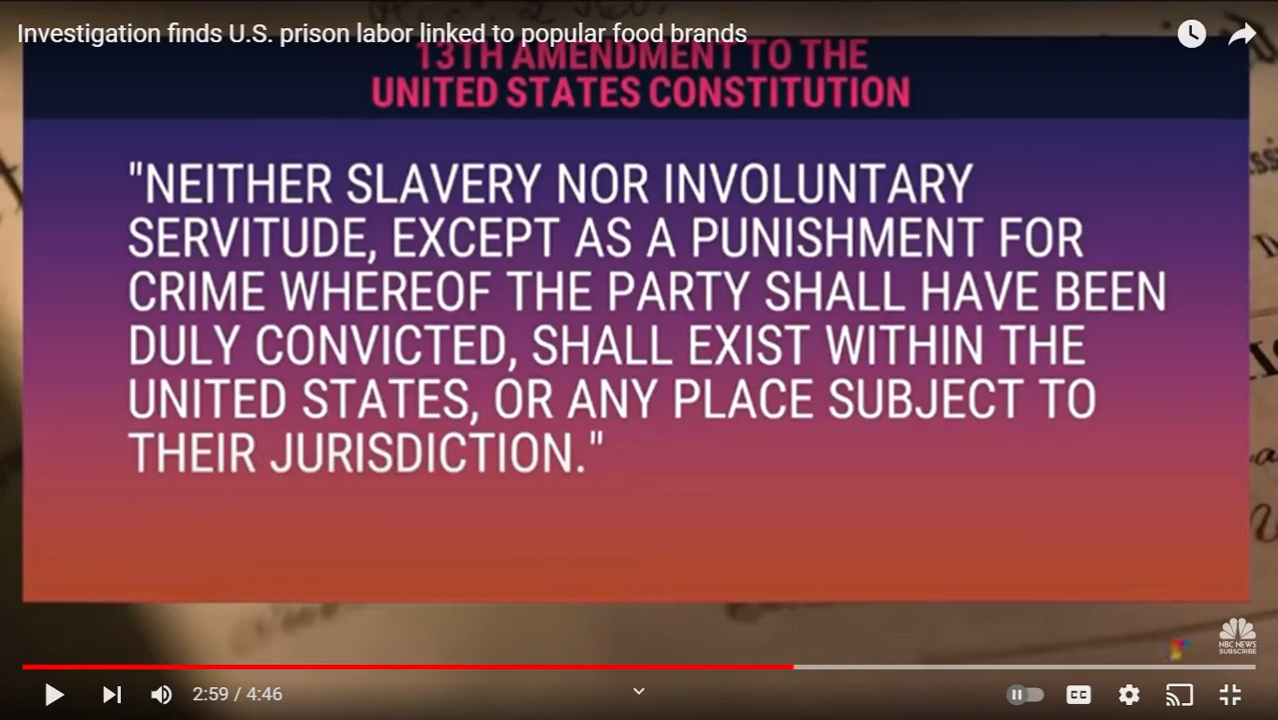 Investigation finds U.S. prison labor linked to popular food brands
13TH AMENDMENT TO THE
UNITED STATES CONSTITUTION
"NEITHER SLAVERY NOR INVOLUNTARY
SERVITUDE, EXCEPT AS A PUNISHMENT FOR
CRIME WHEREOF THE PARTY SHALL HAVE BEEN
DULY CONVICTED, SHALL EXIST WITHIN THE
UNITED STATES, OR ANY PLACE SUBJECT TO
THEIR JURISDICTION."
NBC NEWS
SUBSCRIBE
2:59 / 4:46
CC